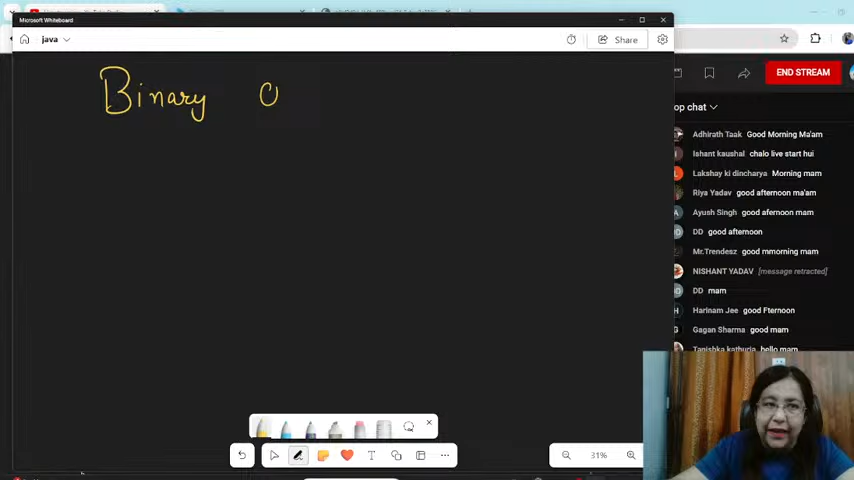 Microsoft Whiteboard
java
Share
END STREAM
Binary O
op chat
Adhirath Taak Good Morning Ma'am
Ishant kaushal chalo live start hui
Lakshay ki dincharya Morning mam
Riya Yadav good afternoon ma'am
Ayush Singh good afernoon mam
DD good afternoon
Mr.Trendesz good mmorning mam
NISHANT YADAV [message retracted]
DD mam
Harinam Jee good Fternoon
Gagan Sharma good mam
Tanishka kathuria hello mam
31%